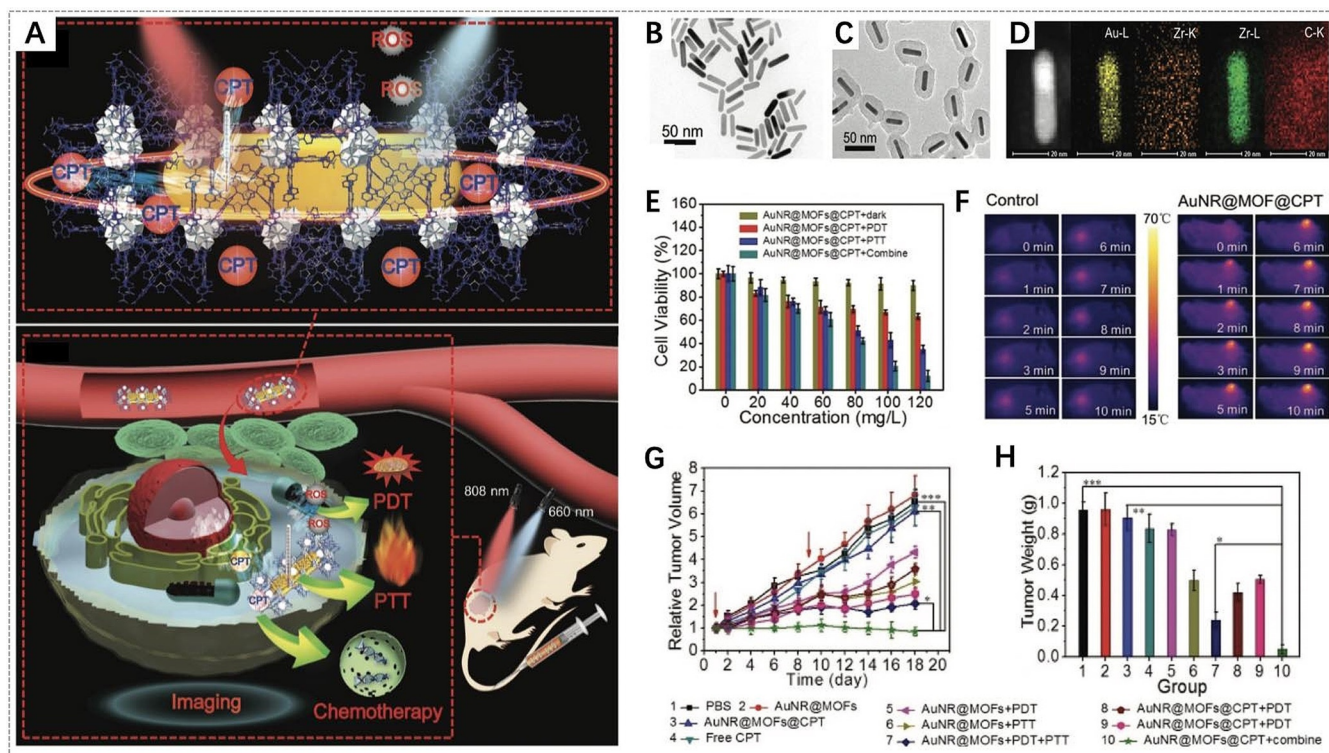 A
ROS
ROS
CPT
CPT
CPT
CPT
CPT
CPT
ROS
ROS
PDT
CPT
CPT
PTT
Imaging
Chemotherapy
808 nm
660 nm
B
50 nm
C
50 nm
D
Au-L
Zr-K
Zr-L
C-K
20 nm
20 nm
20 nm
20 nm
E
AuNR@MOFs@CPT+dark
AuNR@MOFs@CPT+PDT
AuNR@MOFs@CPT+PTT
AuNR@MOFs@CPT+Combine
Cell Viability (%)
160
140
120
100
80
60
40
20
0
0 20 40 60 80 100 120
Concentration (mg/L)
F
Control
AuNR@MOF@CPT
70℃
15℃
0 min
6 min
1 min
7 min
2 min
8 min
3 min
9 min
5 min
10 min
0 min
6 min
1 min
7 min
2 min
8 min
3 min
9 min
5 min
10 min
G
Relative Tumor Volume
8
7
6
5
4
3
2
1
0
0 2 4 6 8 10 12 14 16 18 20
Time (day)
***
**
*
H
Tumor Weight (g)
1.2
1.0
0.8
0.6
0.4
0.2
0.0
***
**
*
1 2 3 4 5 6 7 8 9 10
Group
1 PBS 2 AuNR@MOFs
3 AuNR@MOFs@CPT
4 Free CPT
5 AuNR@MOFs+PDT
6 AuNR@MOFs+PTT
7 AuNR@MOFs+PDT+PTT
8 AuNR@MOFs@CPT+PDT
9 AuNR@MOFs@CPT+PDT
10 AuNR@MOFs@CPT+combine